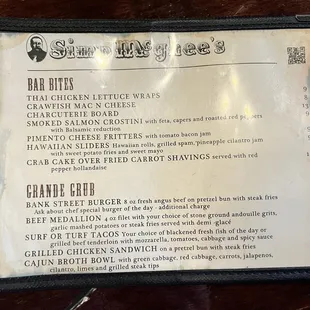 BAR BITES
THAI CHICKEN LETTUCE WRAPS
CRAWFISH MAC N CHEESE
CHARCUTERIE BOARD
SMOKED SALMON CROSTINI with feta, capers and roasted red peppers
with Balsamic reduction
PIMENTO CHEESE FRITTERS with tomato bacon jam
HAWAIIAN SLIDERS Hawaiian rolls, grilled spam, pineapple cilantro jam
with sweet potato fries and sweet mayo
CRAB CAKE OVER FRIED CARROT SHAVINGS served with red
pepper hollandaise
GRANDE GRUB
BANK STREET BURGER 8 oz fresh angus beef on pretzel bun with steak fries
Ask about chef special burger of the day - additional charge
BEEF MEDALLION 4 oz filet with your choice of stone ground andouille grits,
garlic mashed potatoes or steak fries served with demi-glacé
SURF OR TURF TACOS Your choice of blackened fresh fish of the day or
grilled beef tenderloin with mozzarella, tomatoes, cabbage and spicy sauce
GRILLED CHICKEN SANDWICH on a pretzel bun with steak fries
CAJUN BROTH BOWL with green cabbage, red cabbage, carrots, jalapenos,
cilantro, limes and grilled steak tips